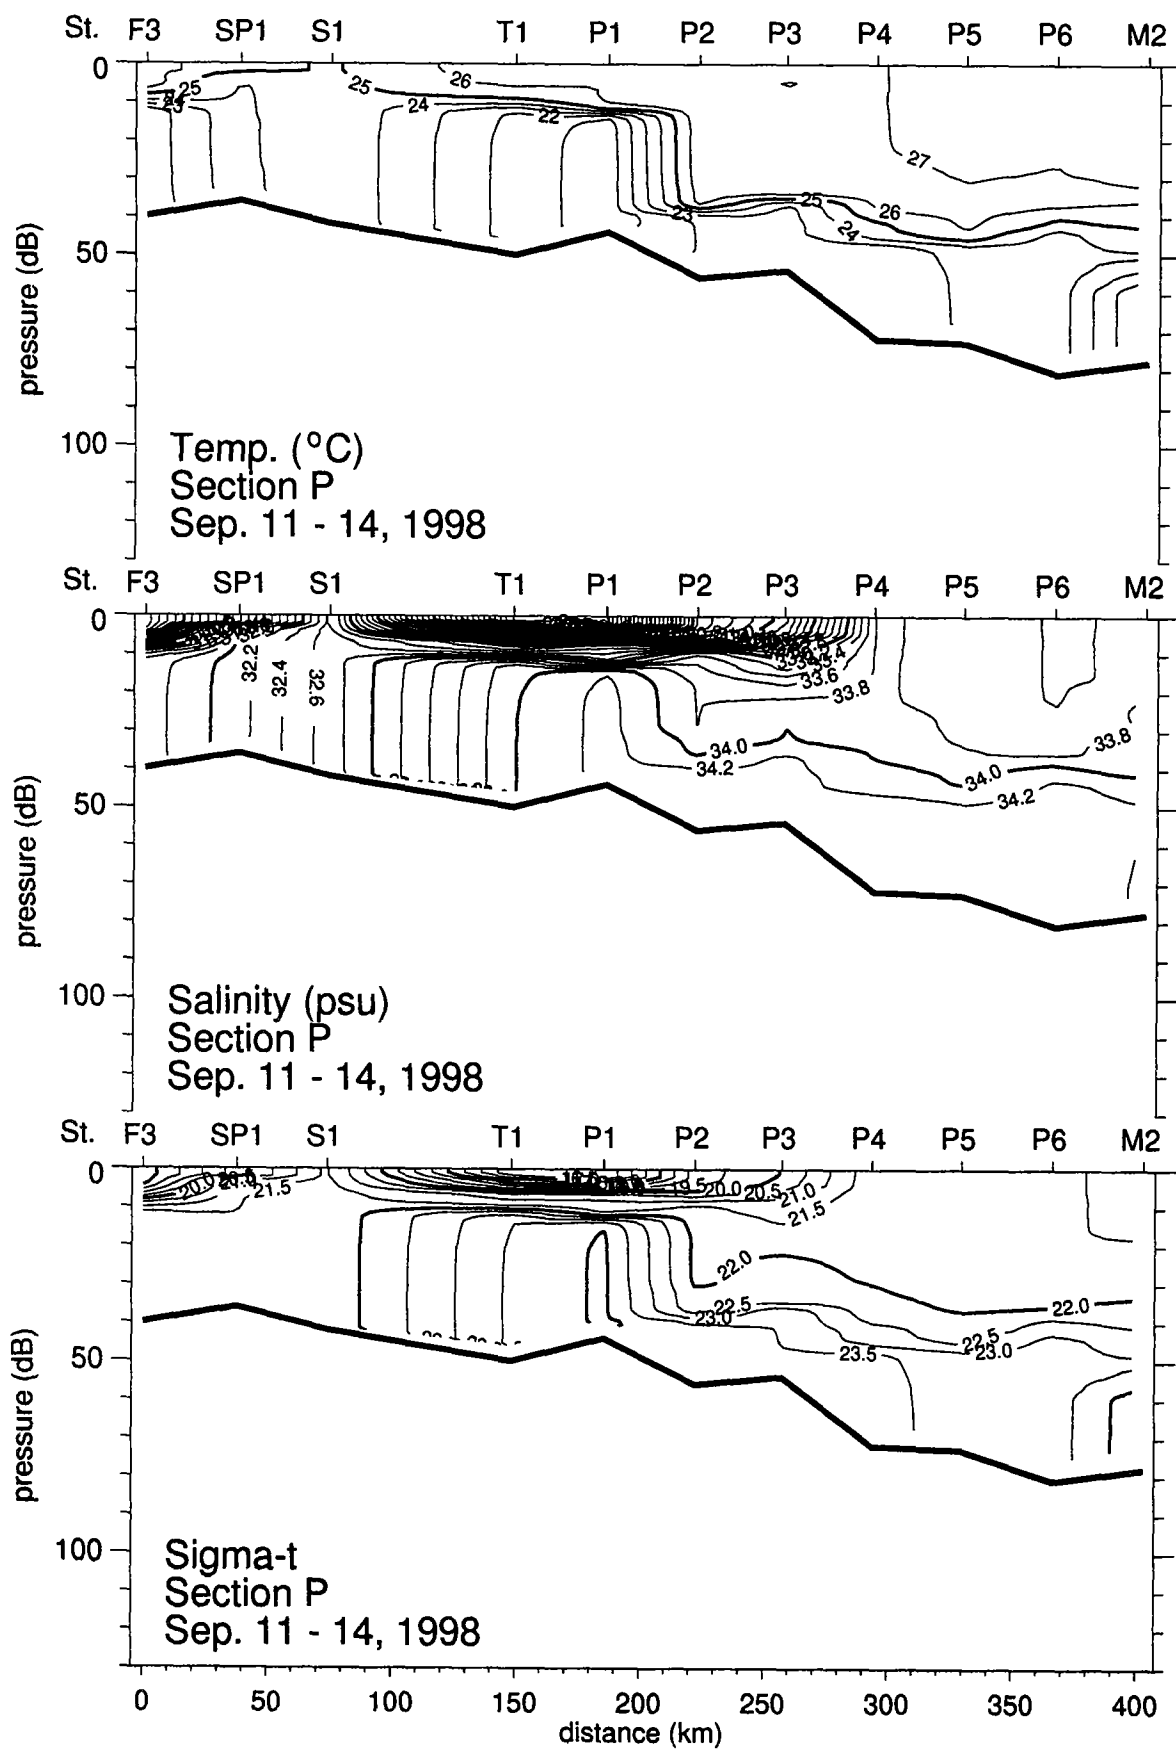 St. F3 SP1 S1 T1 P1 P2 P3 P4 P5 P6 M2
0
25
25
26
24
22
27
25
26
23
24
50
pressure (dB)
100
Temp. (°C)
Section P
Sep. 11 - 14, 1998
St. F3 SP1 S1 T1 P1 P2 P3 P4 P5 P6 M2
0
32.2
32.4
32.6
33.4
33.6
33.8
33.8
34.0
34.2
34.0
34.2
50
pressure (dB)
100
Salinity (psu)
Section P
Sep. 11 - 14, 1998
St. F3 SP1 S1 T1 P1 P2 P3 P4 P5 P6 M2
0
20.0
21.5
19.5
20.0
20.5
21.0
21.5
22.0
22.0
22.5
23.0
22.5
23.0
23.5
50
pressure (dB)
100
Sigma-t
Section P
Sep. 11 - 14, 1998
0 50 100 150 200 250 300 350 400
distance (km)